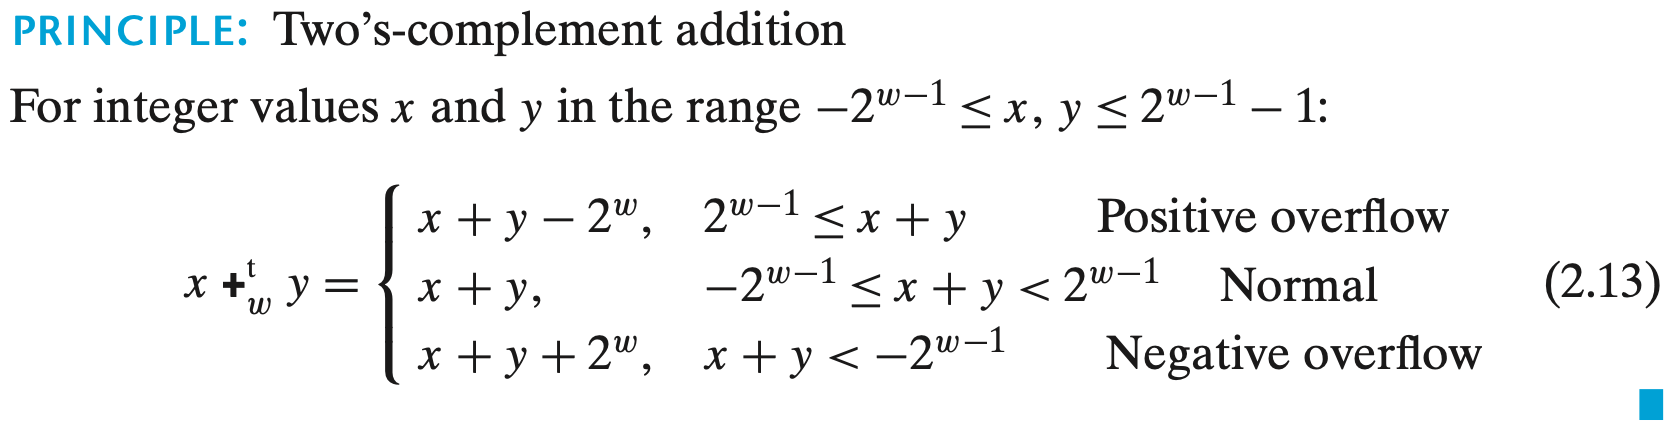 PRINCIPLE: Two's-complement addition
For integer values x and y in the range −2^{w−1} ≤ x, y ≤ 2^{w−1} − 1:
x +^t_w y = { x + y − 2^w, 2^{w−1} ≤ x + y Positive overflow
x + y, −2^{w−1} ≤ x + y < 2^{w−1} Normal (2.13)
x + y + 2^w, x + y < −2^{w−1} Negative overflow